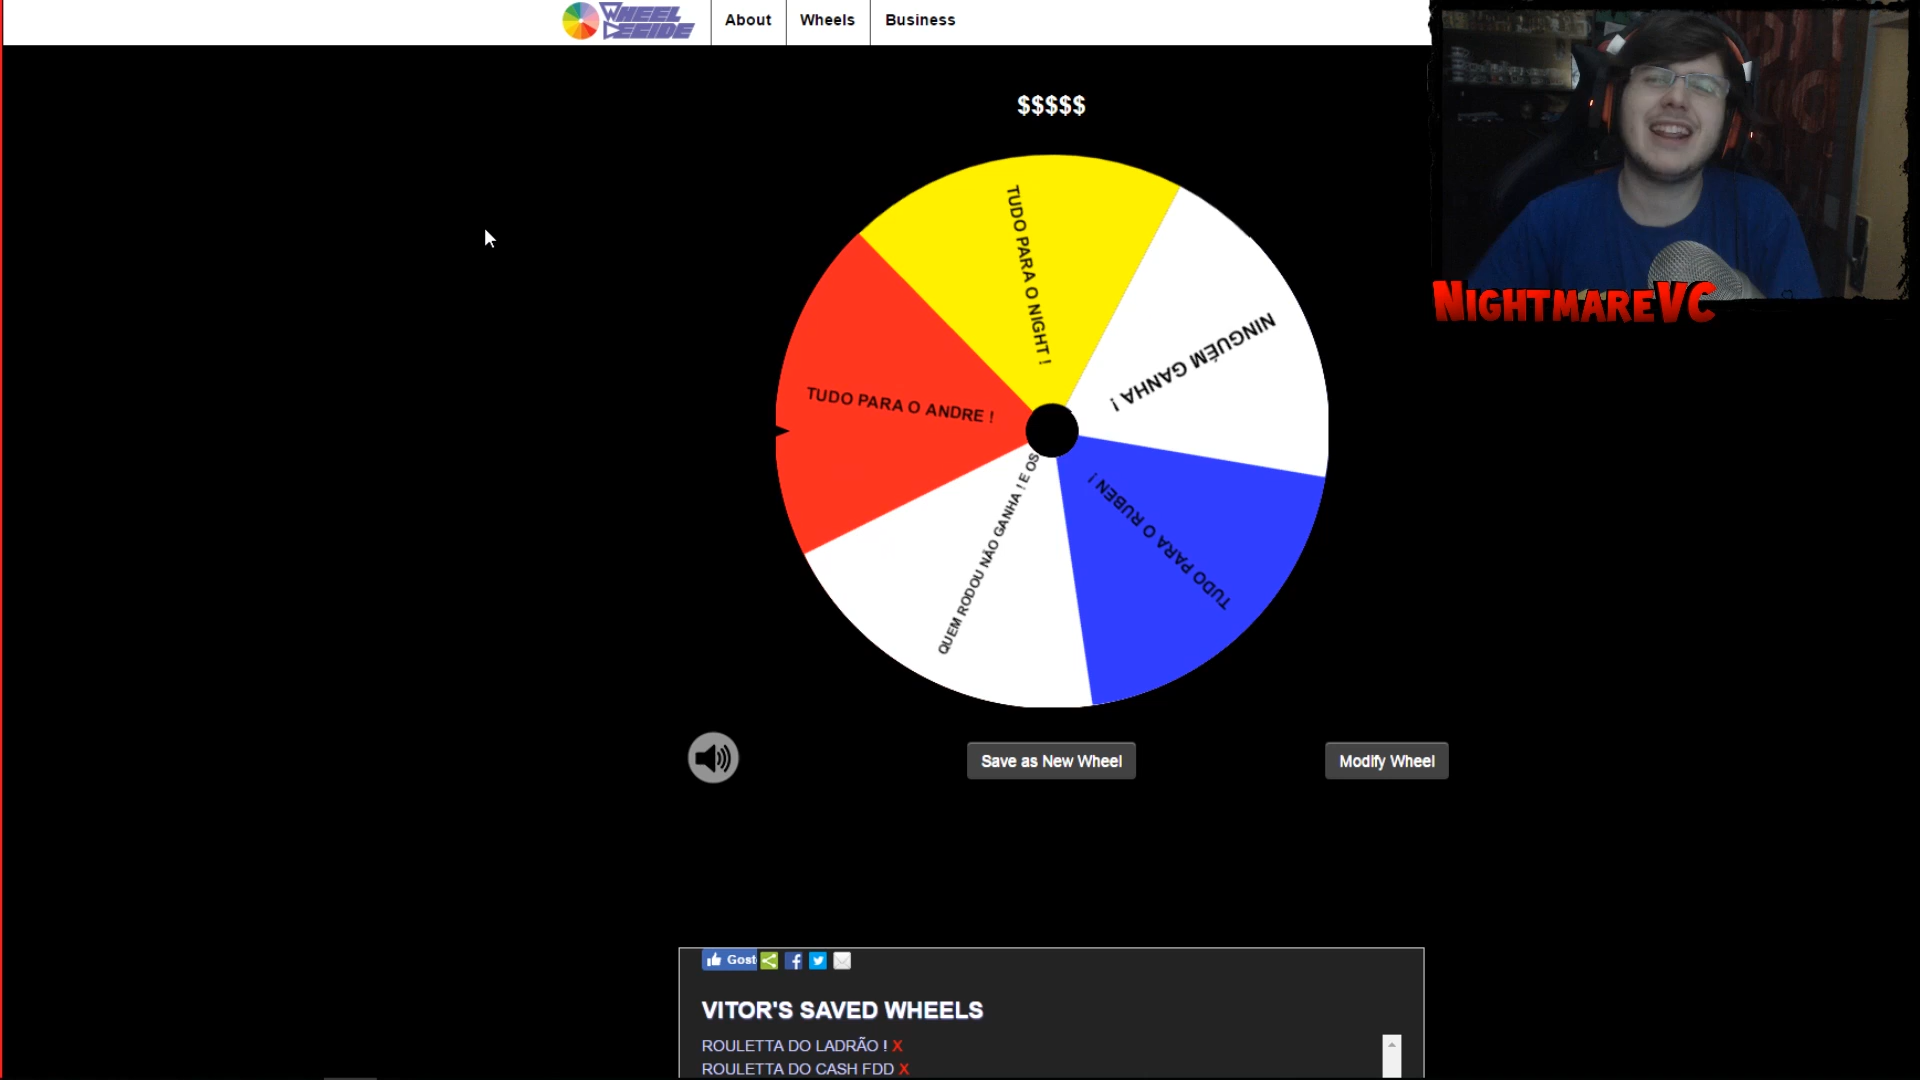 WHEEL DECIDE
About
Wheels
Business
$$$$$
TUDO PARA O NIGHT !
NINGUÉM GANHA !
TUDO PARA O ANDRE !
QUEM RODOU NÃO GANHA ! E OS
TUDO PARA O RUBEN !
NIGHTMAREVC
Save as New Wheel
Modify Wheel
Gost
VITOR'S SAVED WHEELS
ROULETTA DO LADRÃO ! X
ROULETTA DO CASH FDD X